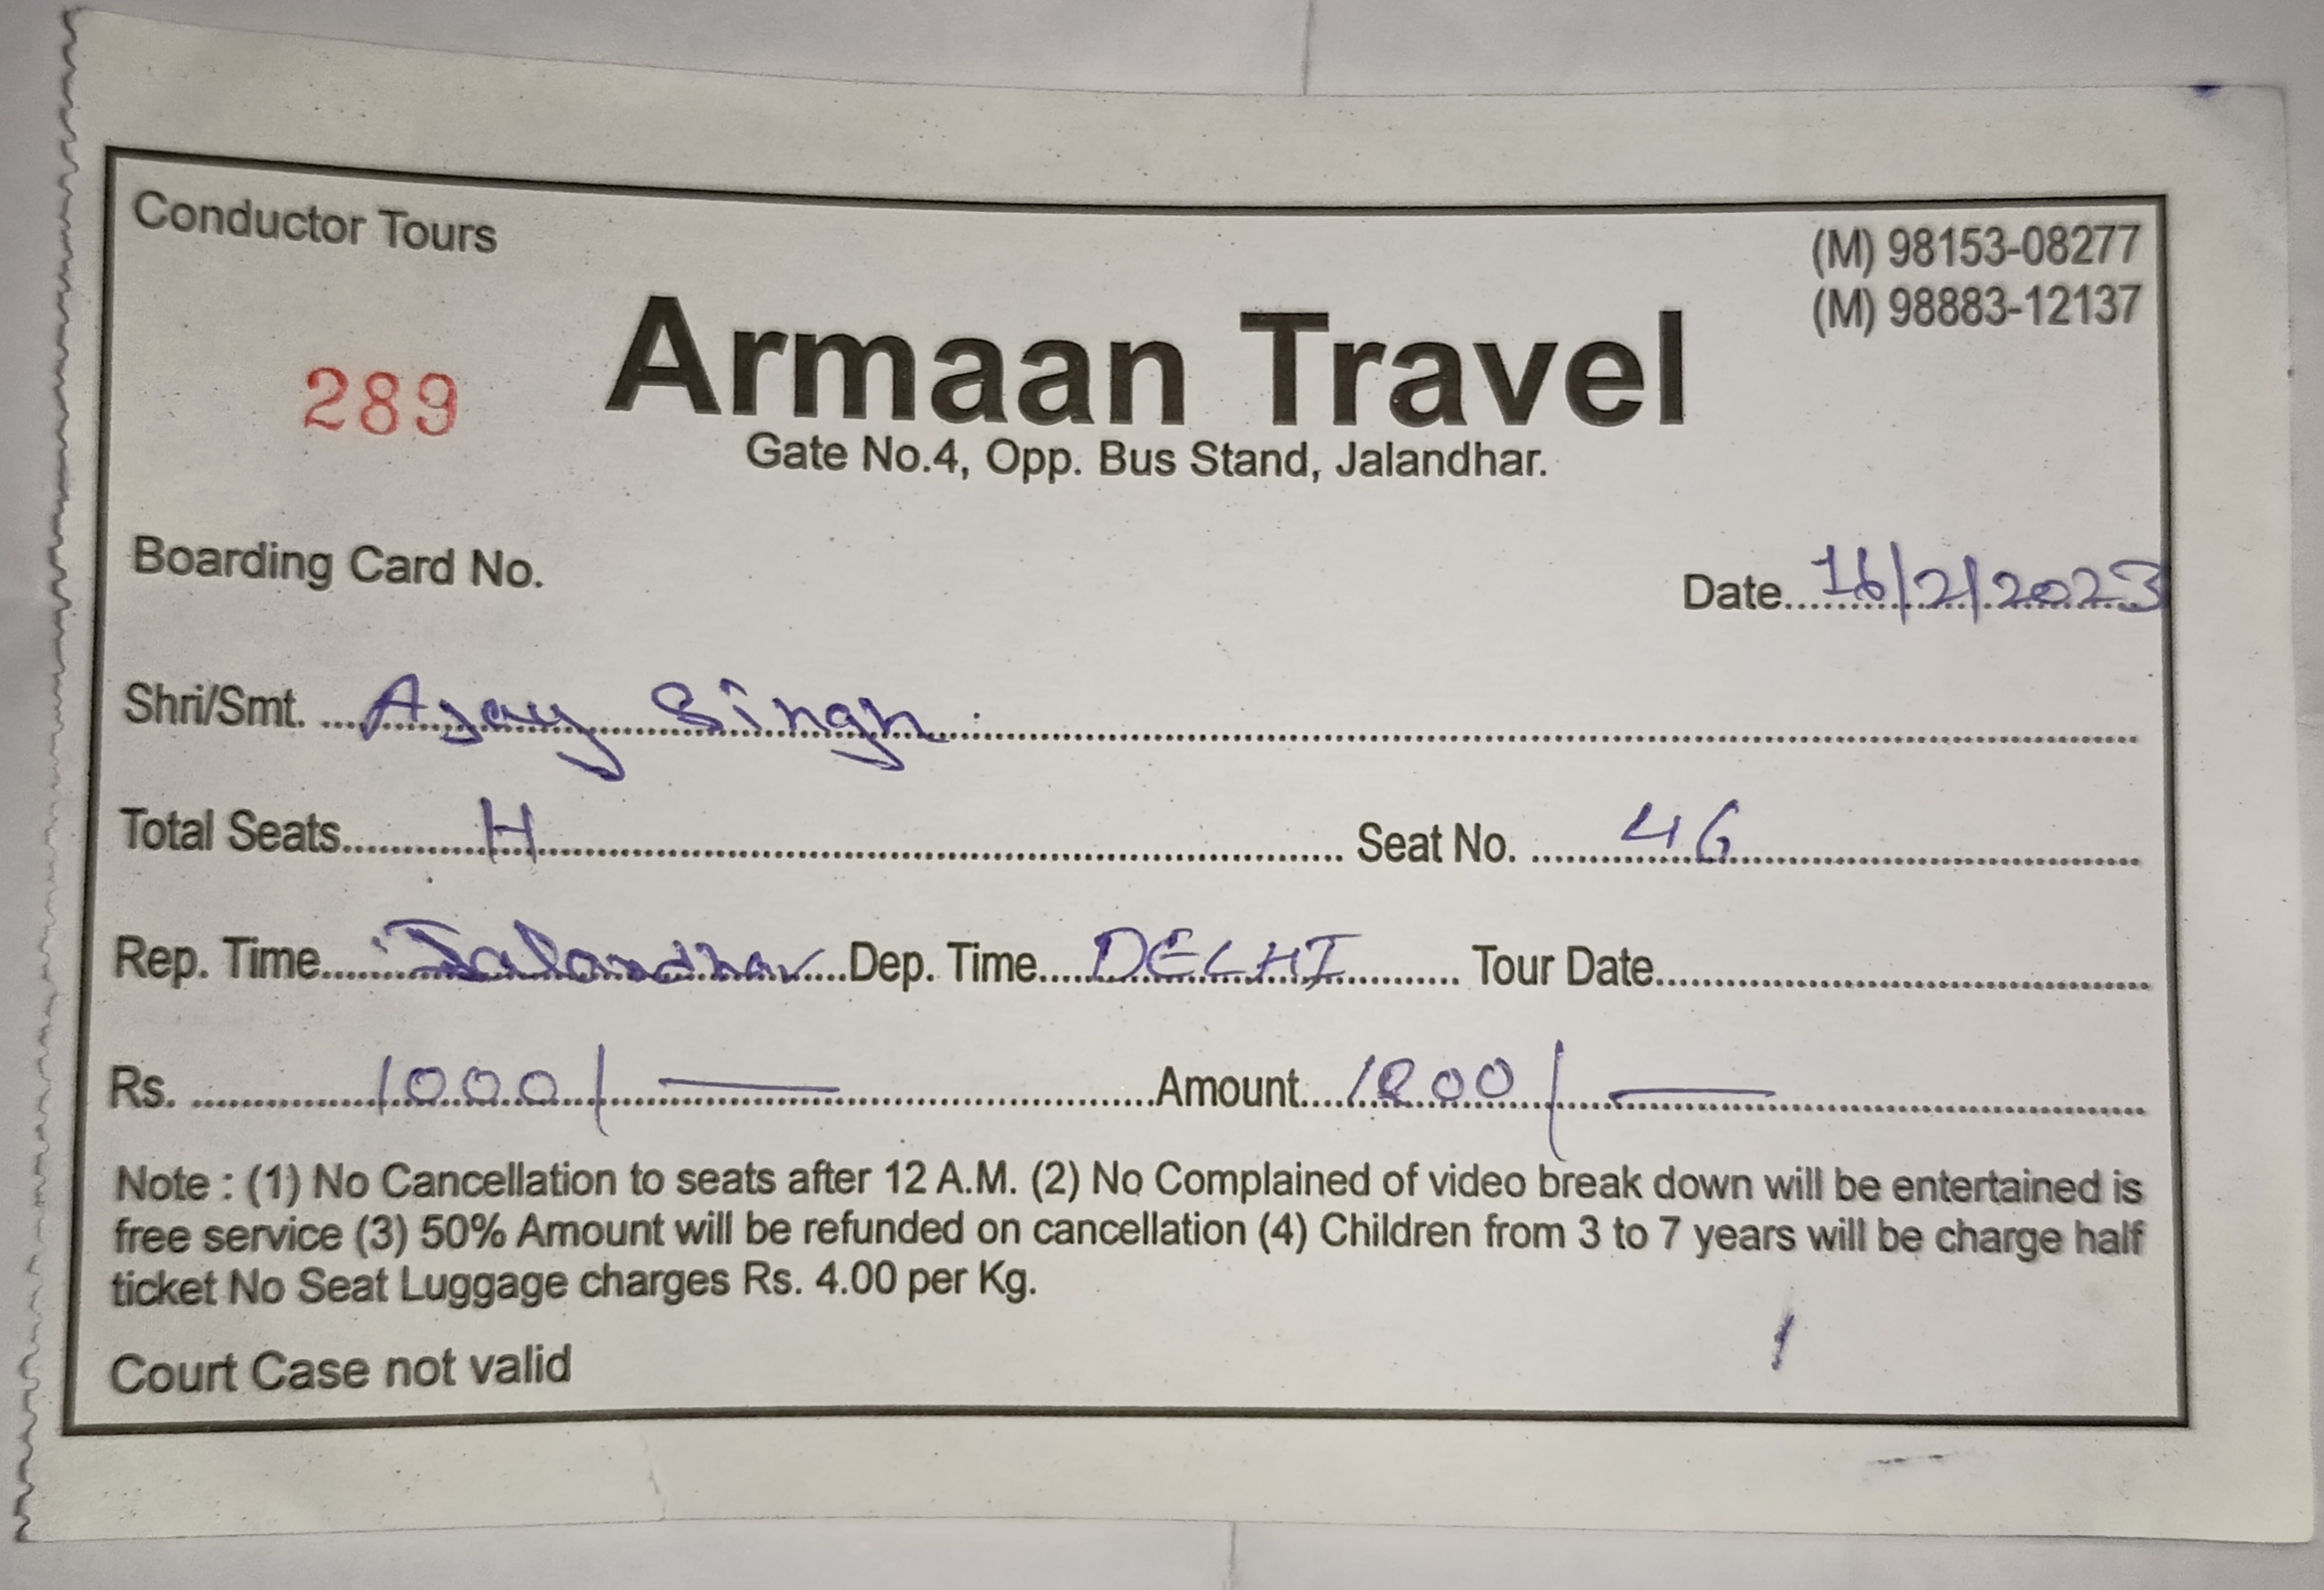 Conductor Tours
(M) 98153-08277
(M) 98883-12137
289
Armaan Travel
Gate No.4, Opp. Bus Stand, Jalandhar.
Boarding Card No. Date 16/2/2023
Shri/Smt. Ajay Singh
Total Seats H Seat No. 46
Rep. Time Jalandhar Dep. Time DELHI Tour Date
Rs. 1000/— Amount 1000/—
Note : (1) No Cancellation to seats after 12 A.M. (2) No Complained of video break down will be entertained is
free service (3) 50% Amount will be refunded on cancellation (4) Children from 3 to 7 years will be charge half
ticket No Seat Luggage charges Rs. 4.00 per Kg.
Court Case not valid